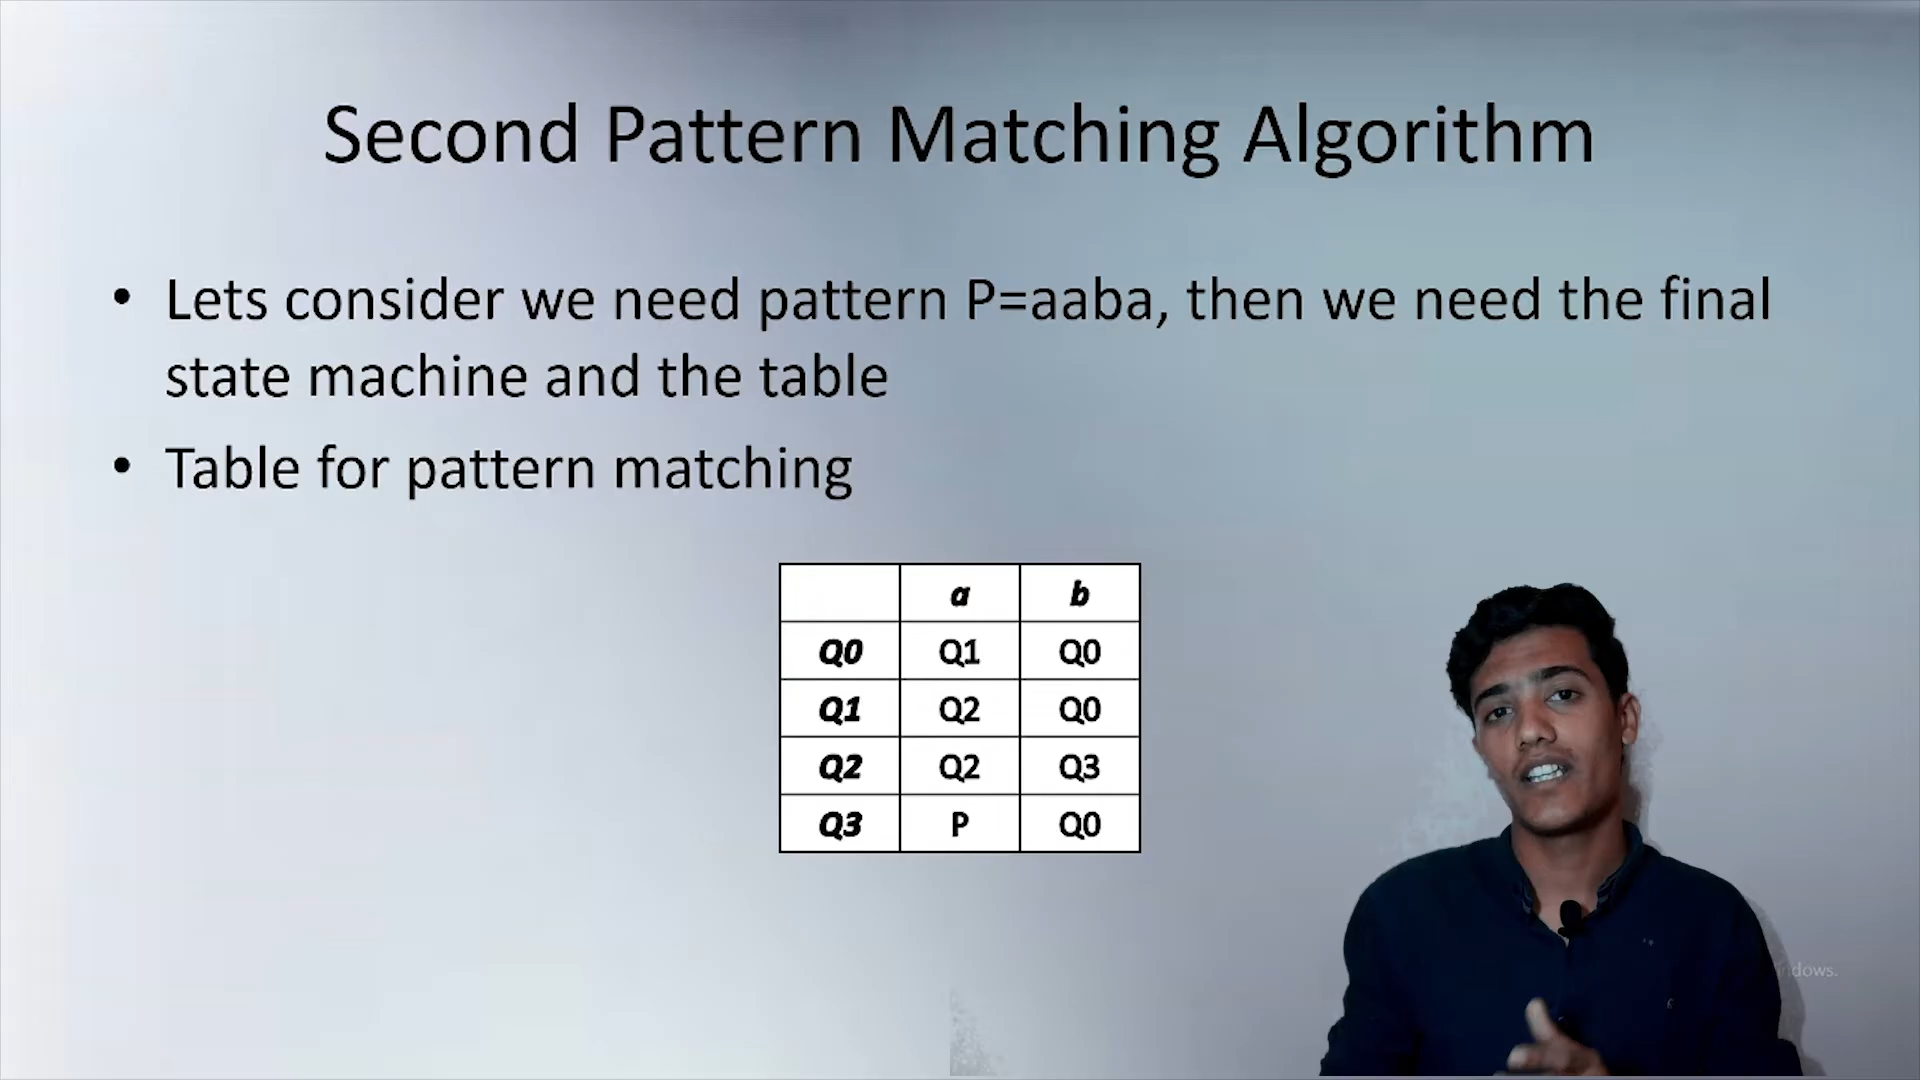 Second Pattern Matching Algorithm
• Lets consider we need pattern P=aaba, then we need the final
state machine and the table
• Table for pattern matching
a b
Q0 Q1 Q0
Q1 Q2 Q0
Q2 Q2 Q3
Q3 P Q0